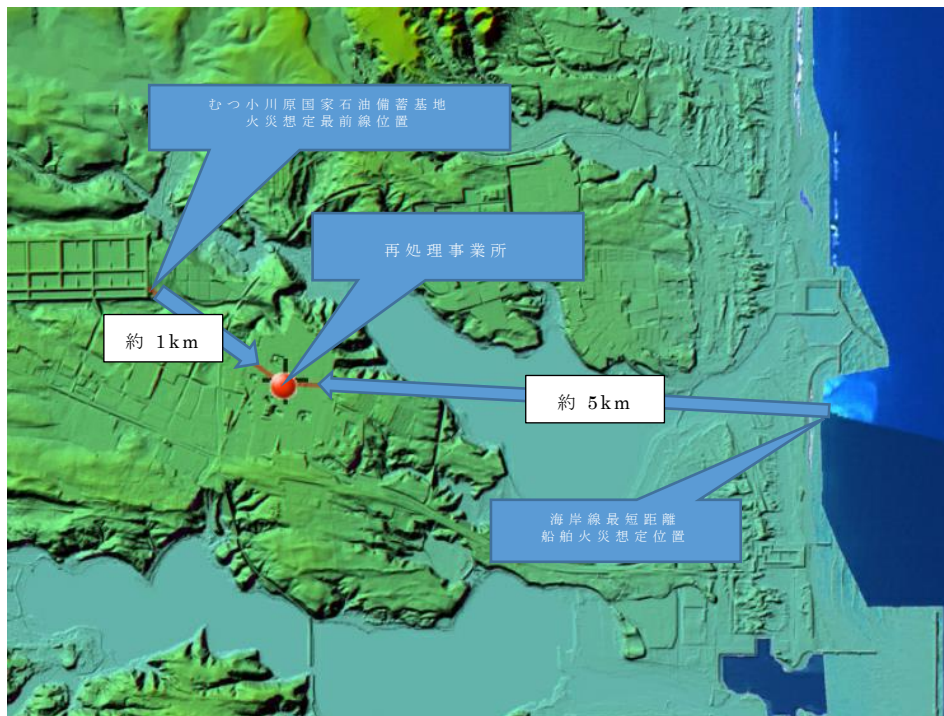 むつ小川原国家石油備蓄基地
火災想定最前線位置
再処理事業所
約 1km
約 5km
海岸線最短距離
船舶火災想定位置